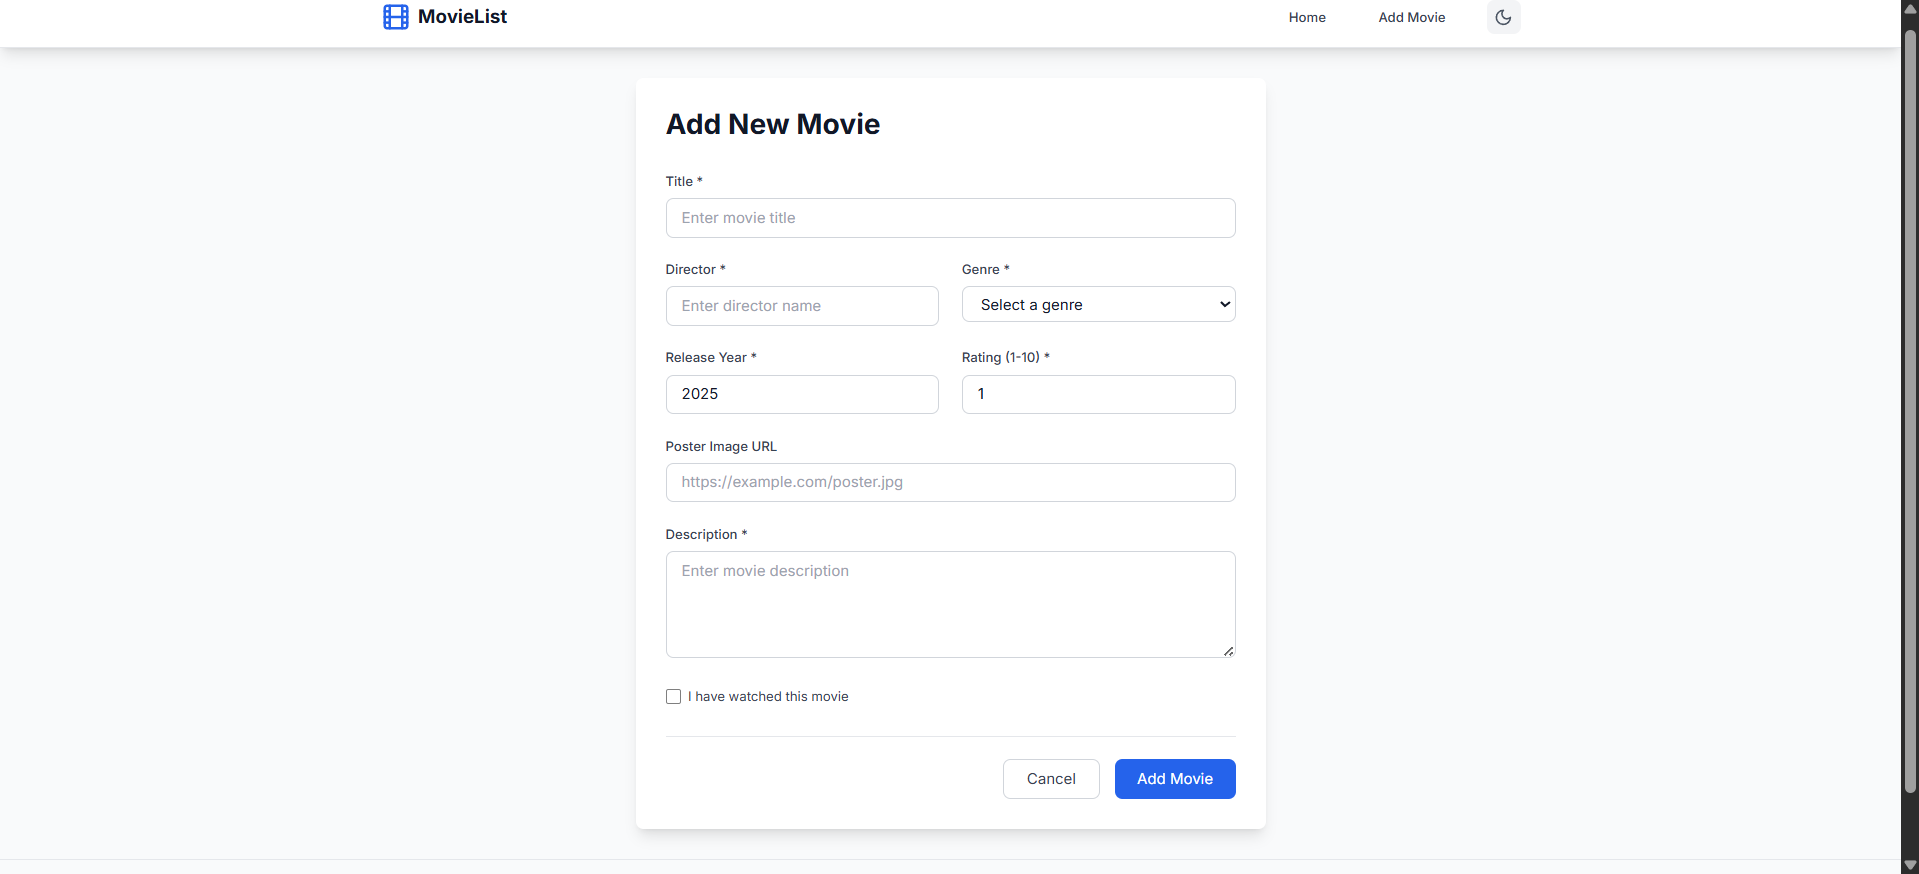 MovieList
Home
Add Movie
Add New Movie
Title *
Enter movie title
Director *
Genre *
Enter director name
Select a genre
Release Year *
Rating (1-10) *
2025
1
Poster Image URL
https://example.com/poster.jpg
Description *
Enter movie description
I have watched this movie
Cancel
Add Movie